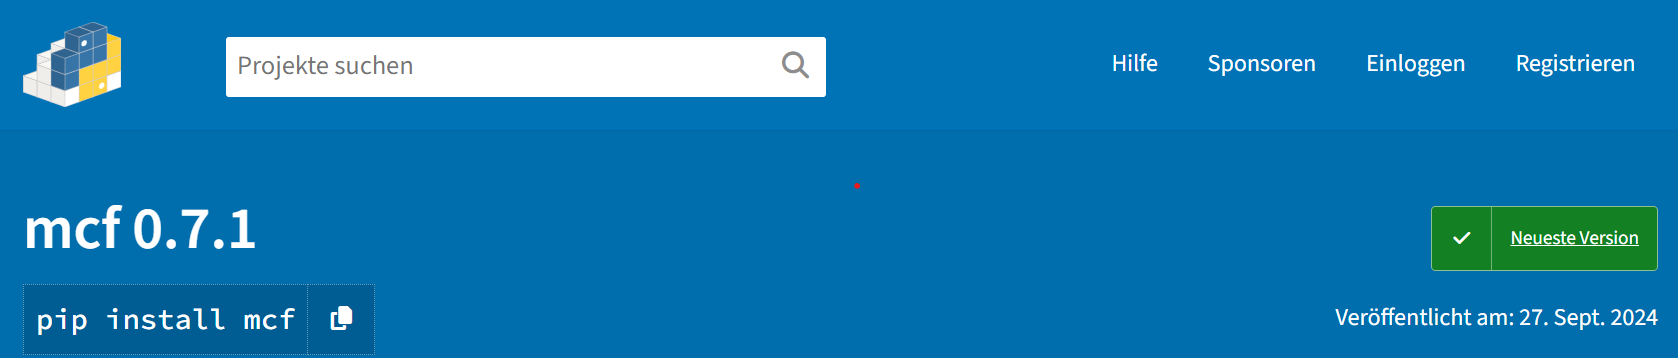 Projekte suchen
Hilfe Sponsoren Einloggen Registrieren
mcf 0.7.1
Neueste Version
pip install mcf
Veröffentlicht am: 27. Sept. 2024